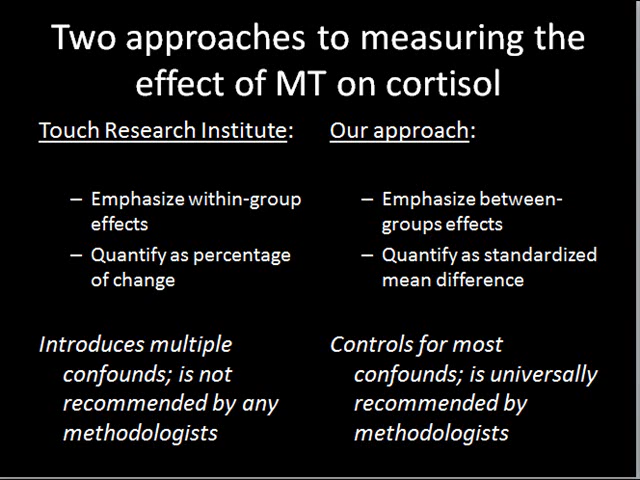 Two approaches to measuring the
effect of MT on cortisol
Touch Research Institute:
– Emphasize within-group
effects
– Quantify as percentage
of change
Introduces multiple
confounds; is not
recommended by any
methodologists
Our approach:
– Emphasize between-
groups effects
– Quantify as standardized
mean difference
Controls for most
confounds; is universally
recommended by
methodologists